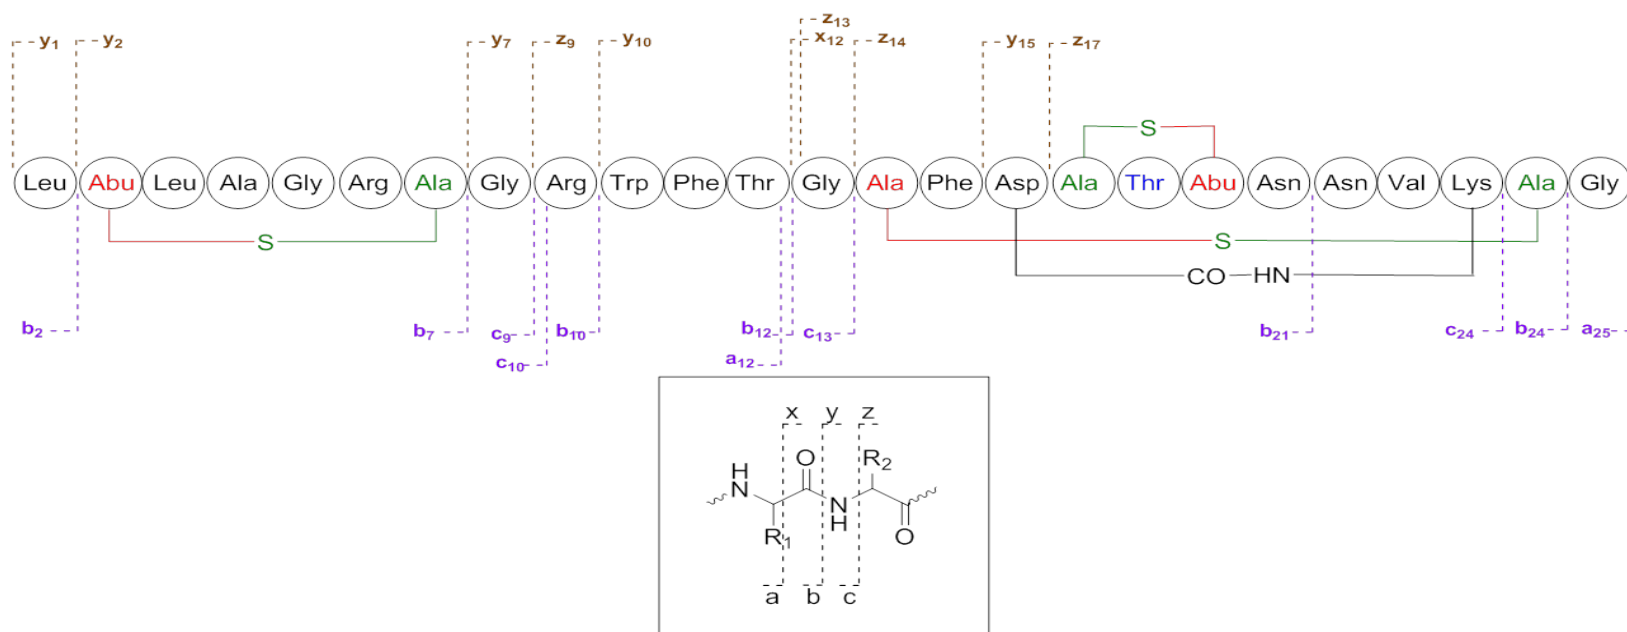 z₁₃
y₁ y₂ y₇ z₉ y₁₀ x₁₂ z₁₄ y₁₅ z₁₇
S
Leu Abu Leu Ala Gly Arg Ala Gly Arg Trp Phe Thr Gly Ala Phe Asp Ala Thr Abu Asn Asn Val Lys Ala Gly
S S
CO HN
b₂ b₇ c₉ b₁₀ b₁₂ c₁₃ b₂₁ c₂₄ b₂₄ a₂₅
c₁₀ a₁₂
x y z
H O R₂
N
N
H
R₁ O
a b c